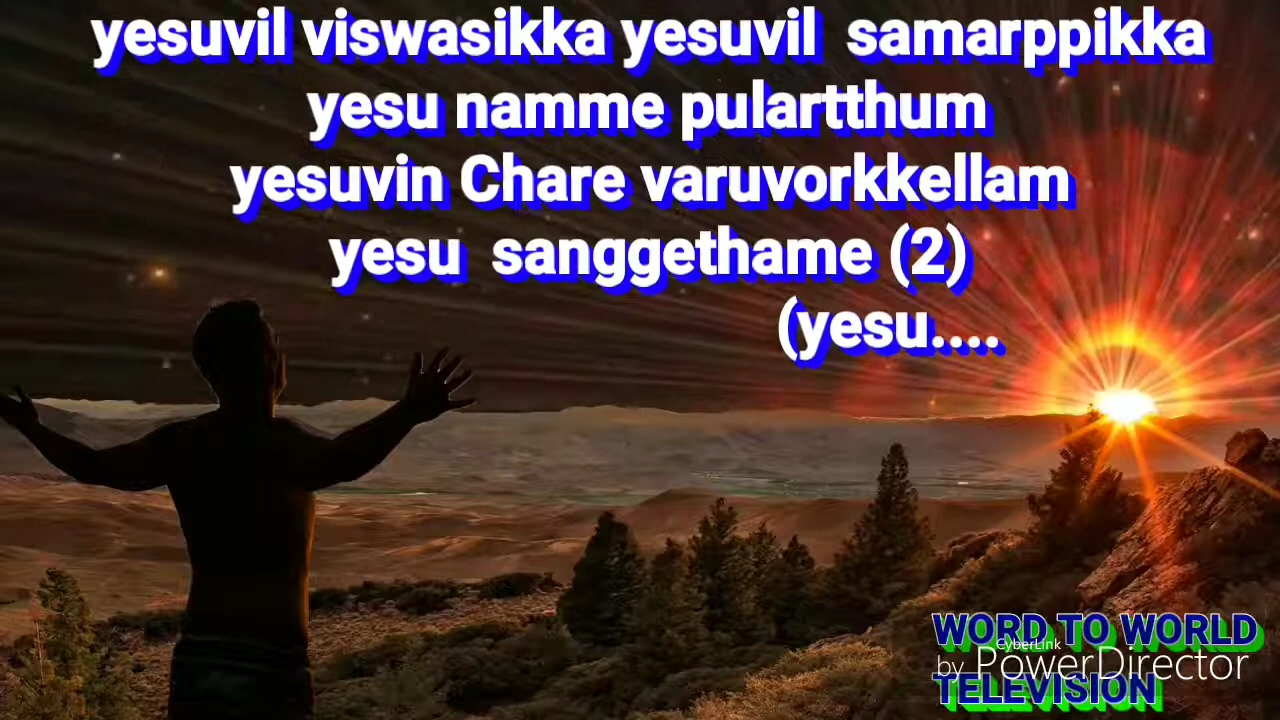 yesuvil viswasikka yesuvil samarppikka
yesu namme pulartthum
yesuvin Chare varuvorkkellam
yesu sanggethame (2)
(yesu....
WORD TO WORLD
CyberLink
by PowerDirector
TELEVISION